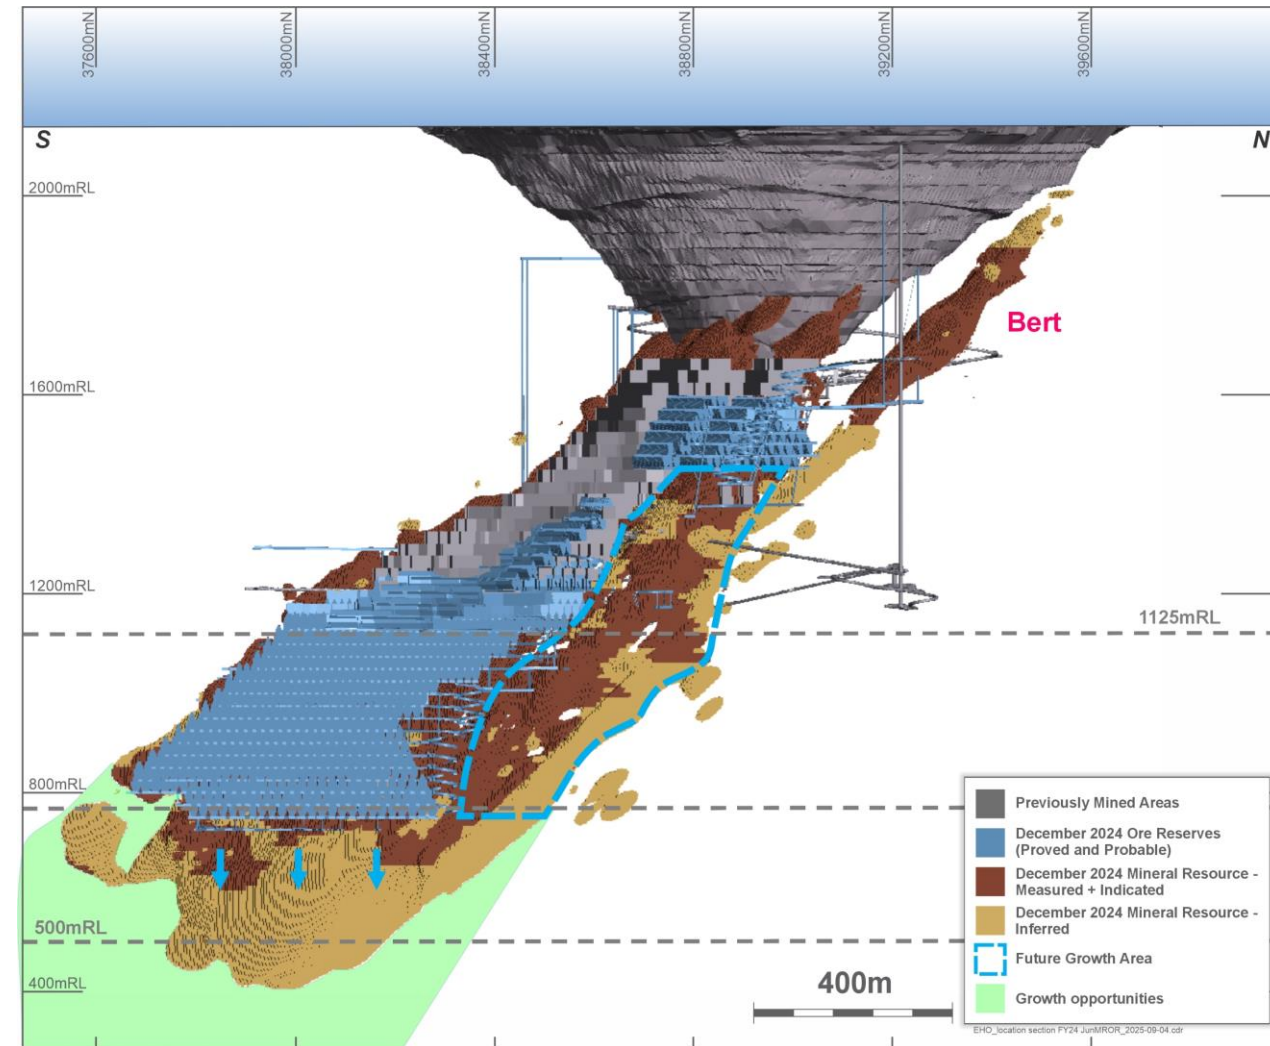 37600mN
38000mN
38400mN
38800mN
39200mN
39600mN
S
N
2000mRL
Bert
1600mRL
1200mRL
1125mRL
800mRL
500mRL
400mRL
400m
Previously Mined Areas
December 2024 Ore Reserves
(Proved and Probable)
December 2024 Mineral Resource -
Measured + Indicated
December 2024 Mineral Resource -
Inferred
Future Growth Area
Growth opportunities
EHO_location section FY24 JunMROR_2025-09-04.cdr